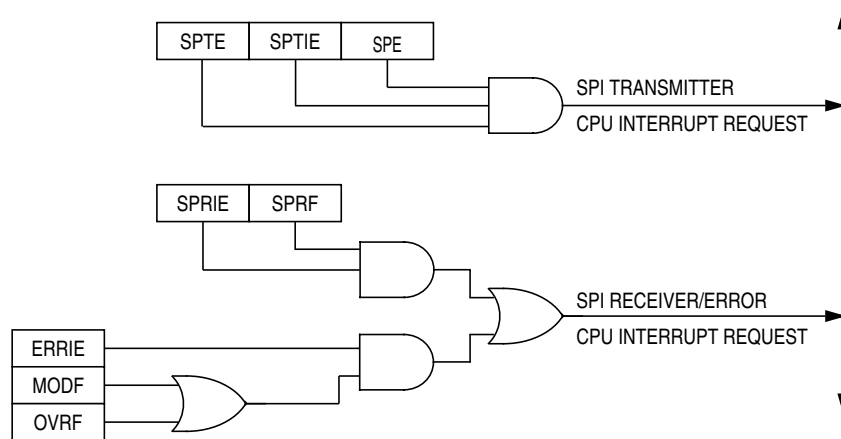 SPTE SPTIE SPE
SPI TRANSMITTER
CPU INTERRUPT REQUEST
SPRIE SPRF
SPI RECEIVER/ERROR
CPU INTERRUPT REQUEST
ERRIE
MODF
OVRF